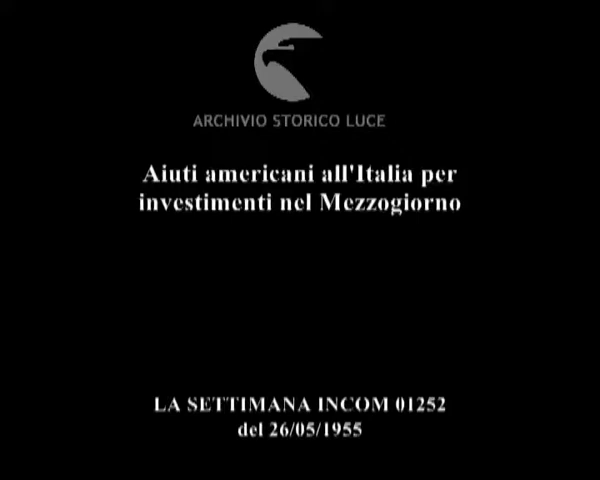 ARCHIVIO STORICO LUCE
Aiuti americani all'Italia per
investimenti nel Mezzogiorno
LA SETTIMANA INCOM 01252
del 26/05/1955